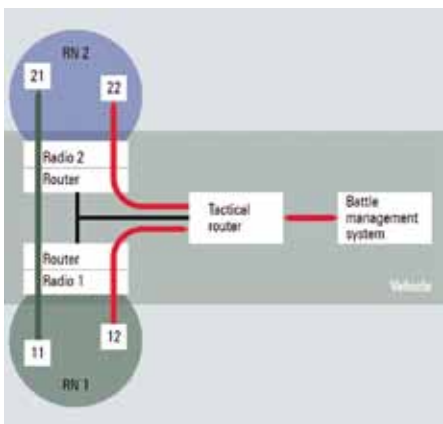 RN 2
21
22
Radio 2
Router
Tactical
router
Battle
management
system
Router
Radio 1
Vehicle
12
11
RN 1